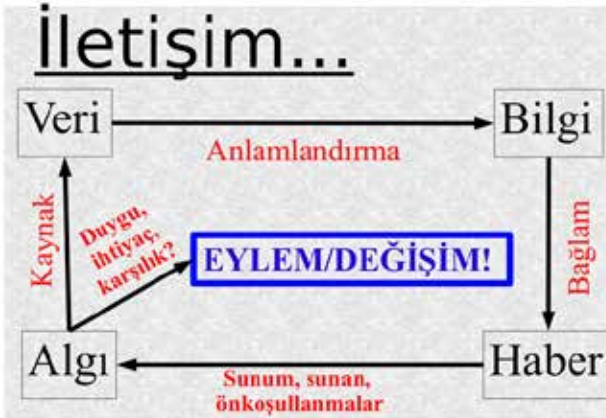 İletişim...
Veri
Anlamlandırma
Bilgi
Kaynak
Duygu,
ihtiyaç,
karşılık?
EYLEM/DEĞİŞİM!
Bağlam
Algı
Sunum, sunan,
önkoşullanmalar
Haber